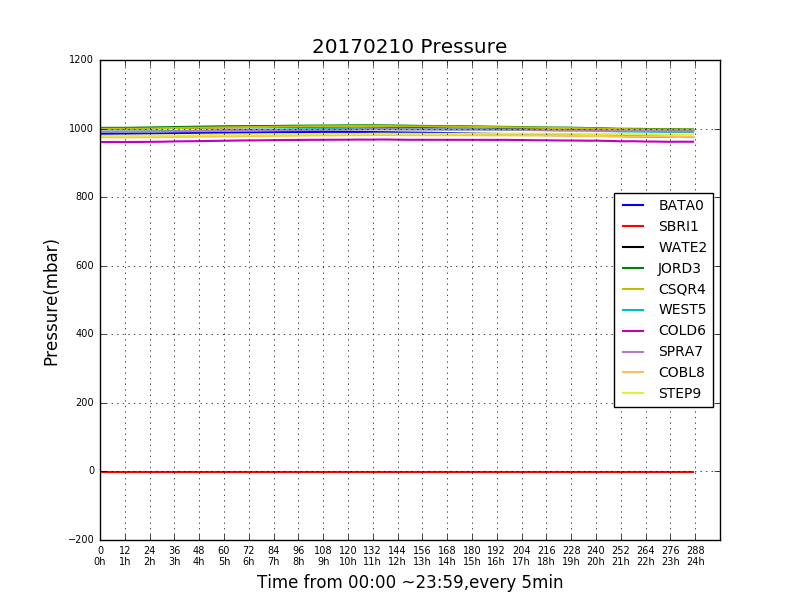 20170210 Pressure
1200
1000
800
600
400
200
0
−200
Pressure(mbar)
BATA0
SBRI1
WATE2
JORD3
CSQR4
WEST5
COLD6
SPRA7
COBL8
STEP9
0 12 24 36 48 60 72 84 96 108 120 132 144 156 168 180 192 204 216 228 240 252 264 276 288
0h 1h 2h 3h 4h 5h 6h 7h 8h 9h 10h 11h 12h 13h 14h 15h 16h 17h 18h 19h 20h 21h 22h 23h 24h
Time from 00:00 ~23:59,every 5min